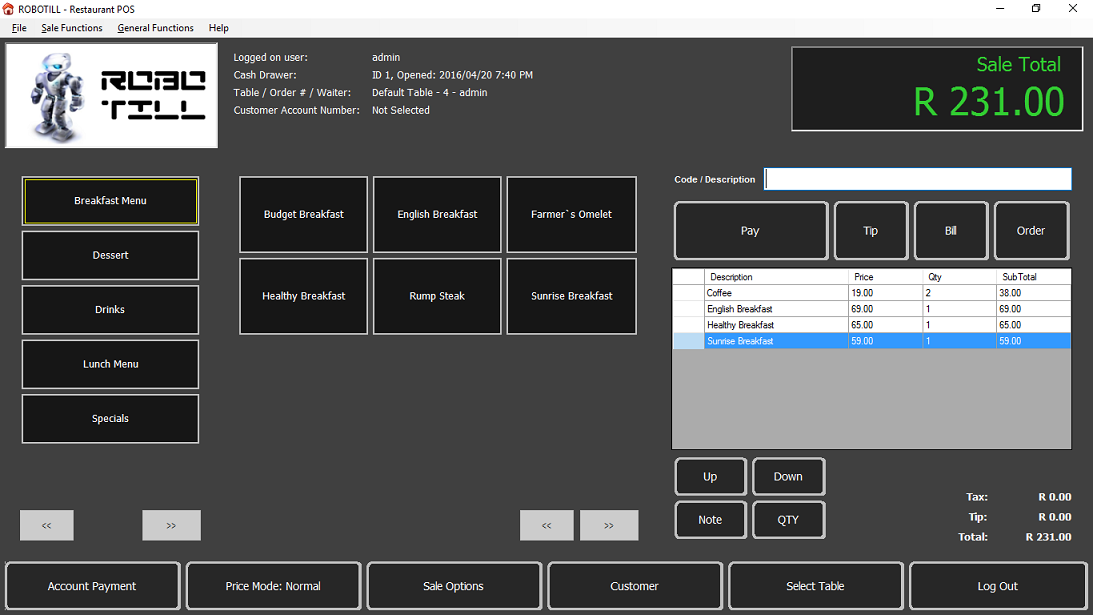 ROBOTILL - Restaurant POS
File Sale Functions General Functions Help
ROBO
TILL
Logged on user: admin
Cash Drawer: ID 1, Opened: 2016/04/20 7:40 PM
Table / Order # / Waiter: Default Table - 4 - admin
Customer Account Number: Not Selected
Sale Total
R 231.00
Breakfast Menu
Dessert
Drinks
Lunch Menu
Specials
<< >>
Budget Breakfast English Breakfast Farmer`s Omelet
Healthy Breakfast Rump Steak Sunrise Breakfast
<< >>
Code / Description
Pay Tip Bill Order
Description Price Qty SubTotal
Coffee 19.00 2 38.00
English Breakfast 69.00 1 69.00
Healthy Breakfast 65.00 1 65.00
Sunrise Breakfast 59.00 1 59.00
Up Down
Note QTY
Tax: R 0.00
Tip: R 0.00
Total: R 231.00
Account Payment Price Mode: Normal Sale Options Customer Select Table Log Out